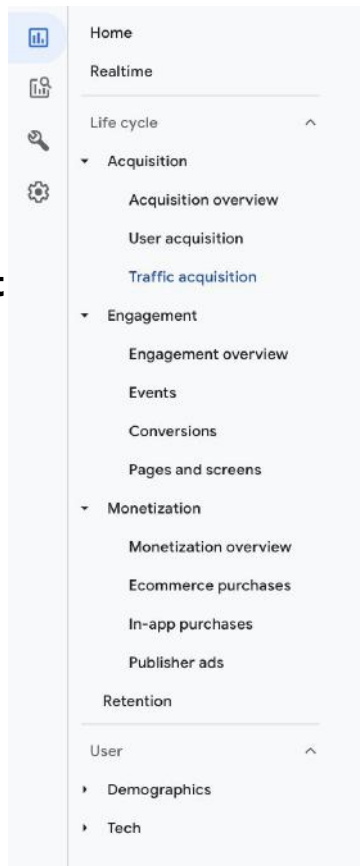 Home
Realtime
Life cycle
Acquisition
Acquisition overview
User acquisition
Traffic acquisition
Engagement
Engagement overview
Events
Conversions
Pages and screens
Monetization
Monetization overview
Ecommerce purchases
In-app purchases
Publisher ads
Retention
User
Demographics
Tech